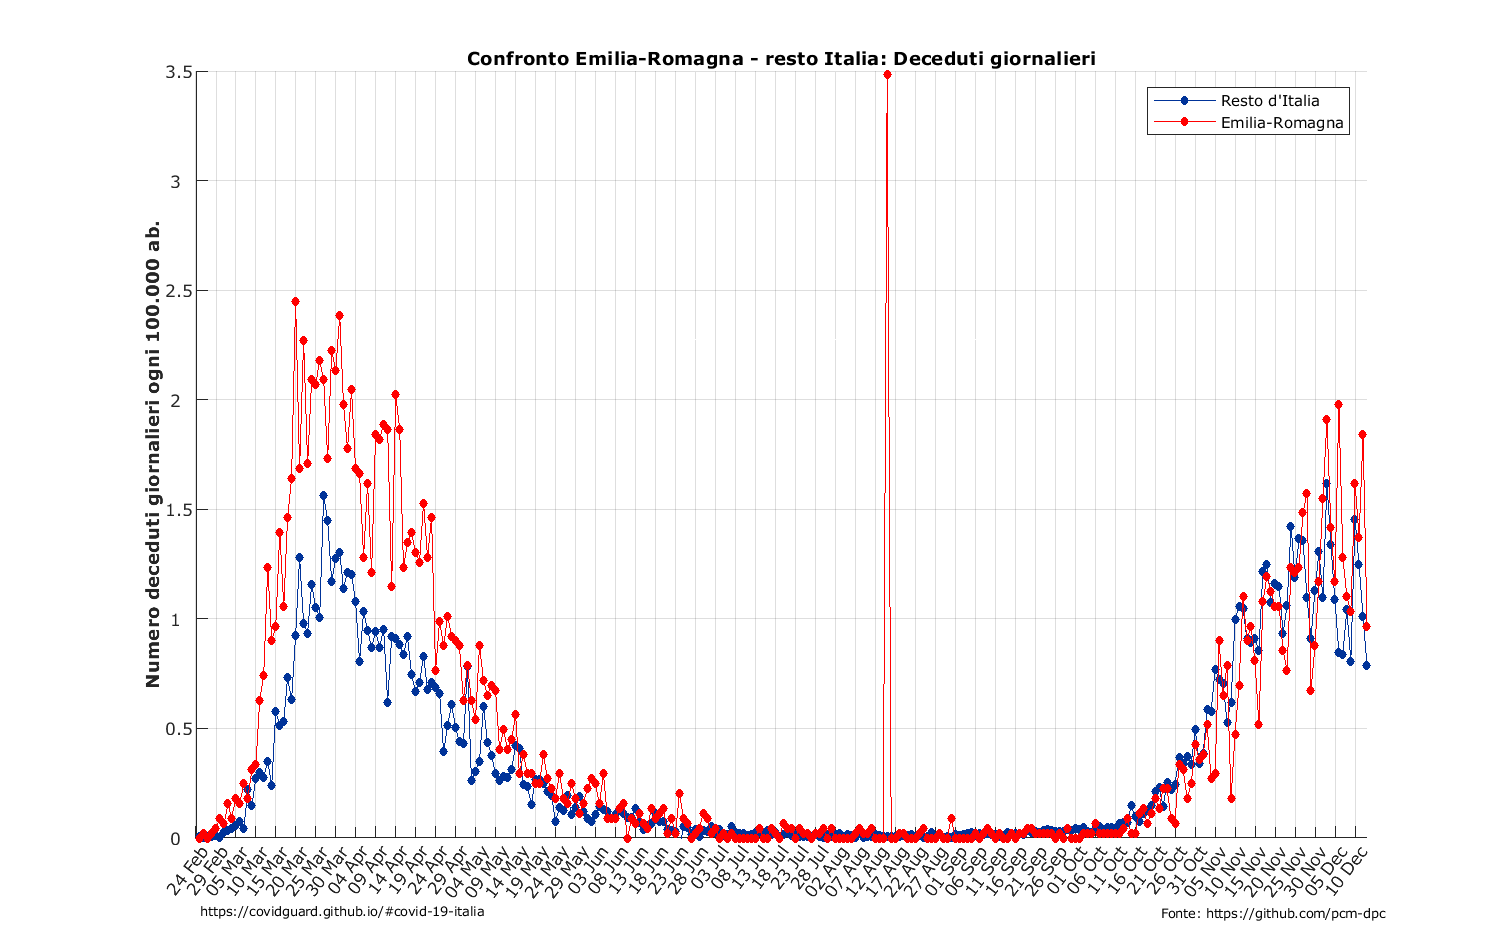 Confronto Emilia-Romagna - resto Italia: Deceduti giornalieri
Numero deceduti giornalieri ogni 100.000 ab.
3.5
3
2.5
2
1.5
1
0.5
0
Resto d'Italia
Emilia-Romagna
24 Feb
29 Feb
05 Mar
10 Mar
15 Mar
20 Mar
25 Mar
30 Mar
04 Apr
09 Apr
14 Apr
19 Apr
24 Apr
29 Apr
04 May
09 May
14 May
19 May
24 May
29 May
03 Jun
08 Jun
13 Jun
18 Jun
23 Jun
28 Jun
03 Jul
08 Jul
13 Jul
18 Jul
23 Jul
28 Jul
02 Aug
07 Aug
12 Aug
17 Aug
22 Aug
27 Aug
01 Sep
06 Sep
11 Sep
16 Sep
21 Sep
26 Sep
01 Oct
06 Oct
11 Oct
16 Oct
21 Oct
26 Oct
31 Oct
05 Nov
10 Nov
15 Nov
20 Nov
25 Nov
30 Nov
05 Dec
10 Dec
https://covidguard.github.io/#covid-19-italia
Fonte: https://github.com/pcm-dpc